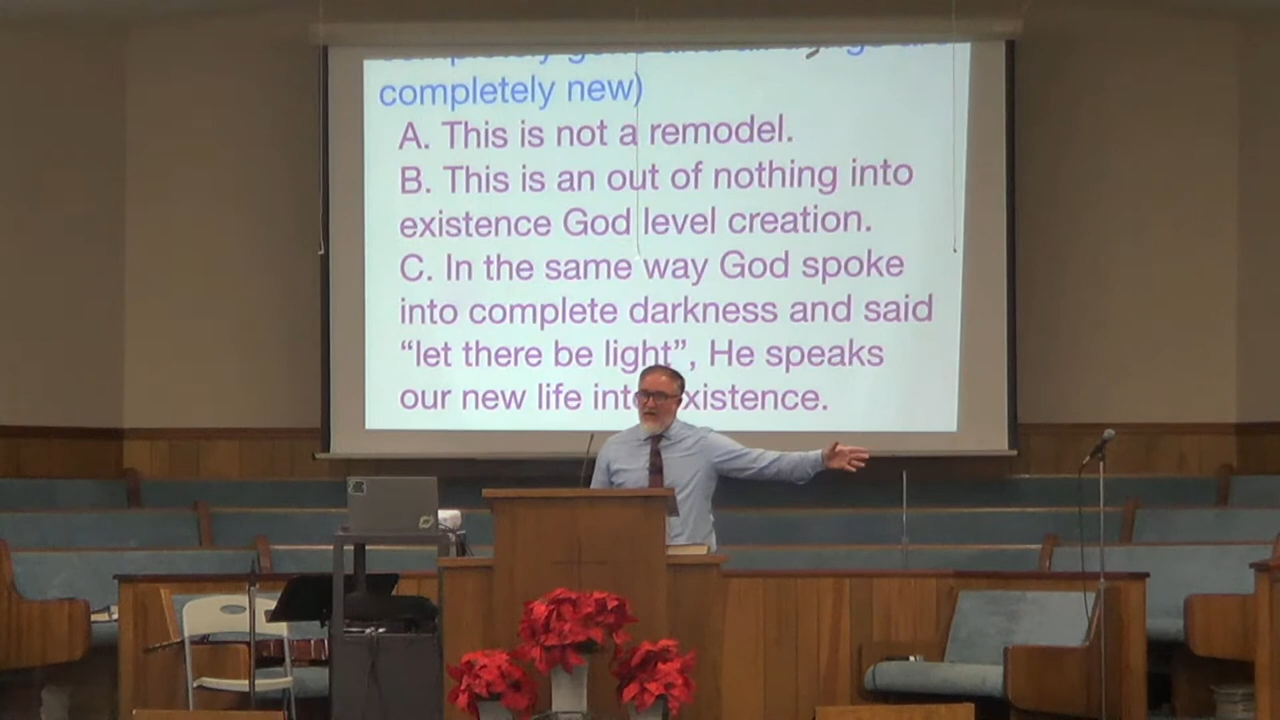 completely new)
A. This is not a remodel.
B. This is an out of nothing into
existence God level creation.
C. In the same way God spoke
into complete darkness and said
“let there be light”, He speaks
our new life into existence.